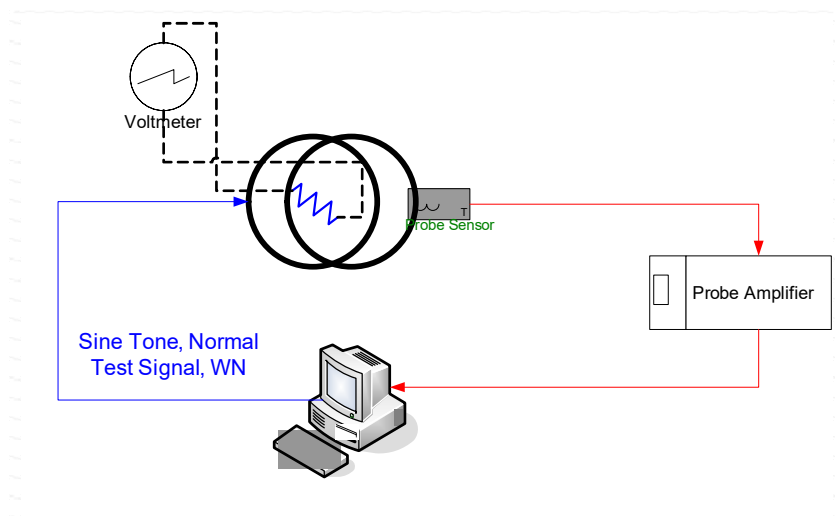 Voltmeter
T
Probe Sensor
Probe Amplifier
Sine Tone, Normal
Test Signal, WN